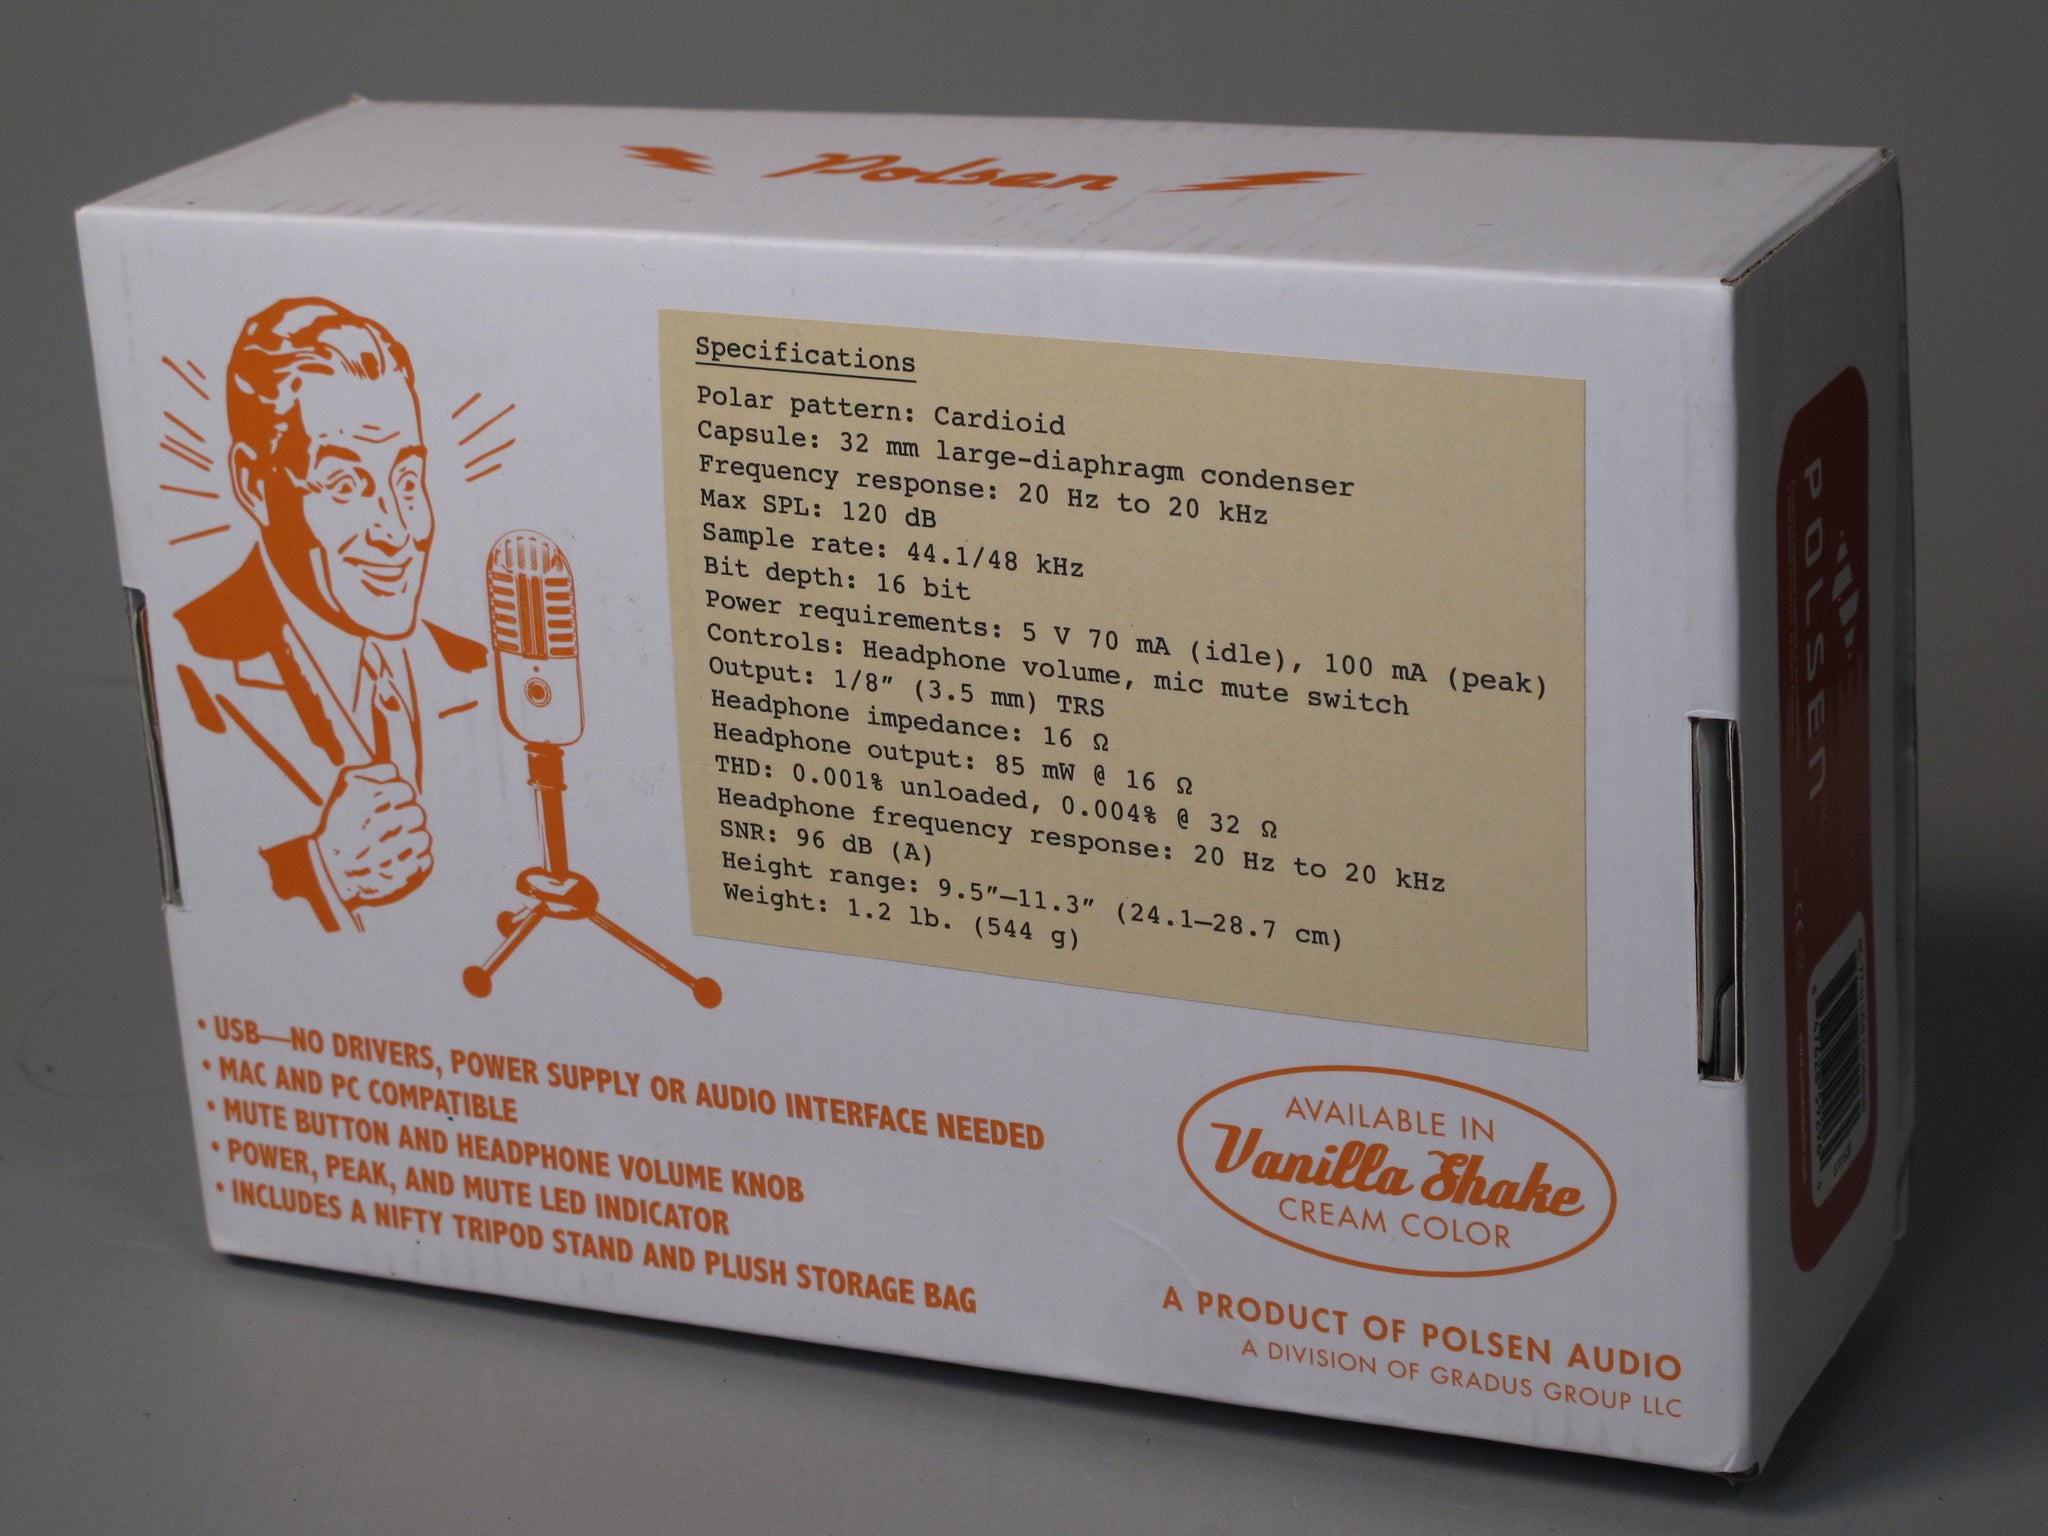 Polsen
Specifications
Polar pattern: Cardioid
Capsule: 32 mm large-diaphragm condenser
Frequency response: 20 Hz to 20 kHz
Max SPL: 120 dB
Sample rate: 44.1/48 kHz
Bit depth: 16 bit
Power requirements: 5 V 70 mA (idle), 100 mA (peak)
Controls: Headphone volume, mic mute switch
Output: 1/8″ (3.5 mm) TRS
Headphone impedance: 16 Ω
Headphone output: 85 mW @ 16 Ω
THD: 0.001% unloaded, 0.004% @ 32 Ω
Headphone frequency response: 20 Hz to 20 kHz
SNR: 96 dB (A)
Height range: 9.5″–11.3″ (24.1–28.7 cm)
Weight: 1.2 lb. (544 g)
• USB—NO DRIVERS, POWER SUPPLY OR AUDIO INTERFACE NEEDED
• MAC AND PC COMPATIBLE
• MUTE BUTTON AND HEADPHONE VOLUME KNOB
• POWER, PEAK, AND MUTE LED INDICATOR
• INCLUDES A NIFTY TRIPOD STAND AND PLUSH STORAGE BAG
AVAILABLE IN
Vanilla Shake
CREAM COLOR
A PRODUCT OF POLSEN AUDIO
A DIVISION OF GRADUS GROUP LLC
POLSEN